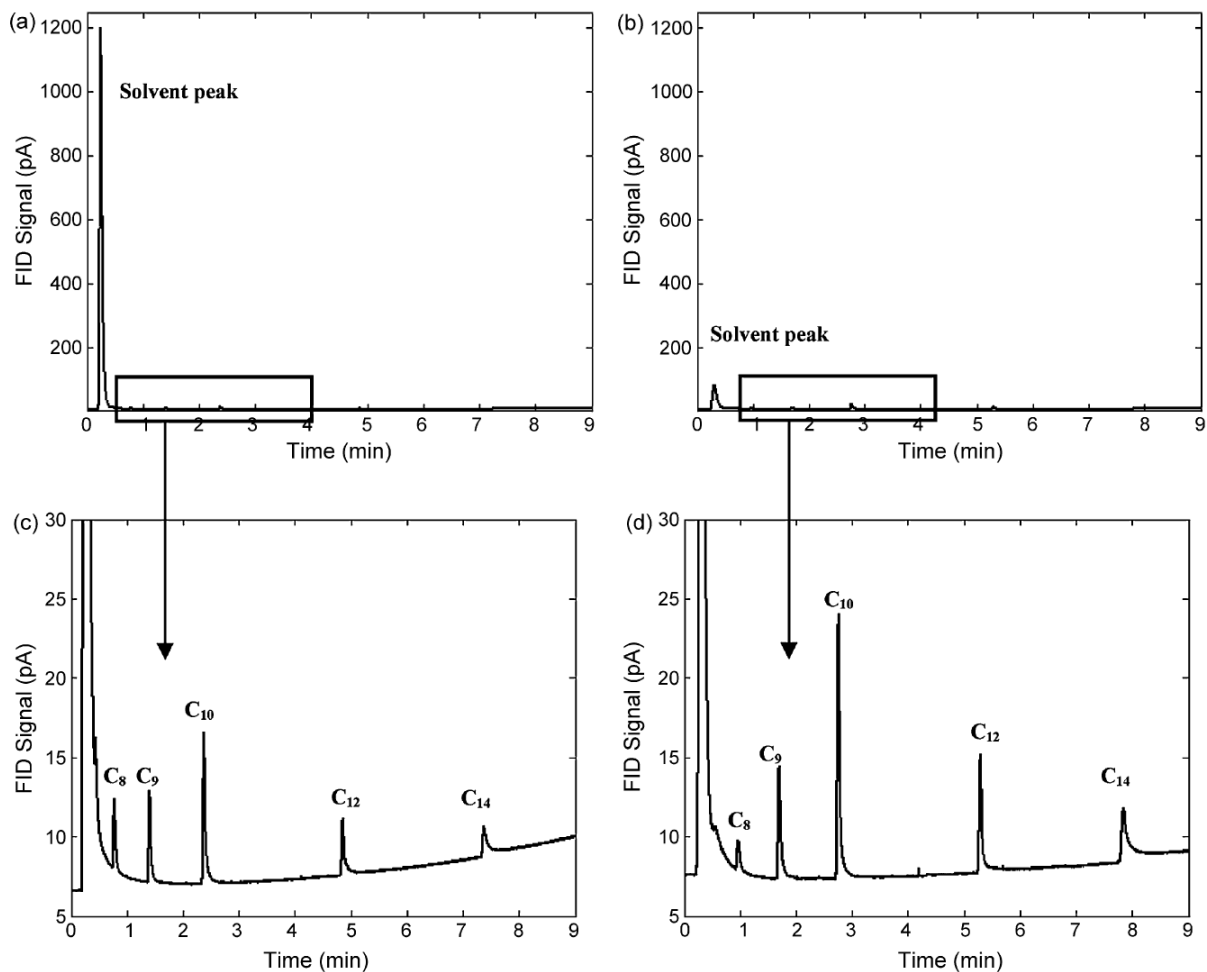 (a)
1200
1000
800
600
400
200
FID Signal (pA)
Solvent peak
0 1 2 3 4 5 6 7 8 9
Time (min)
(b)
1200
1000
800
600
400
200
FID Signal (pA)
Solvent peak
0 1 2 3 4 5 6 7 8 9
Time (min)
(c)
30
25
20
15
10
5
FID Signal (pA)
C₈
C₉
C₁₀
C₁₂
C₁₄
0 1 2 3 4 5 6 7 8 9
Time (min)
(d)
30
25
20
15
10
5
FID Signal (pA)
C₈
C₉
C₁₀
C₁₂
C₁₄
0 1 2 3 4 5 6 7 8 9
Time (min)